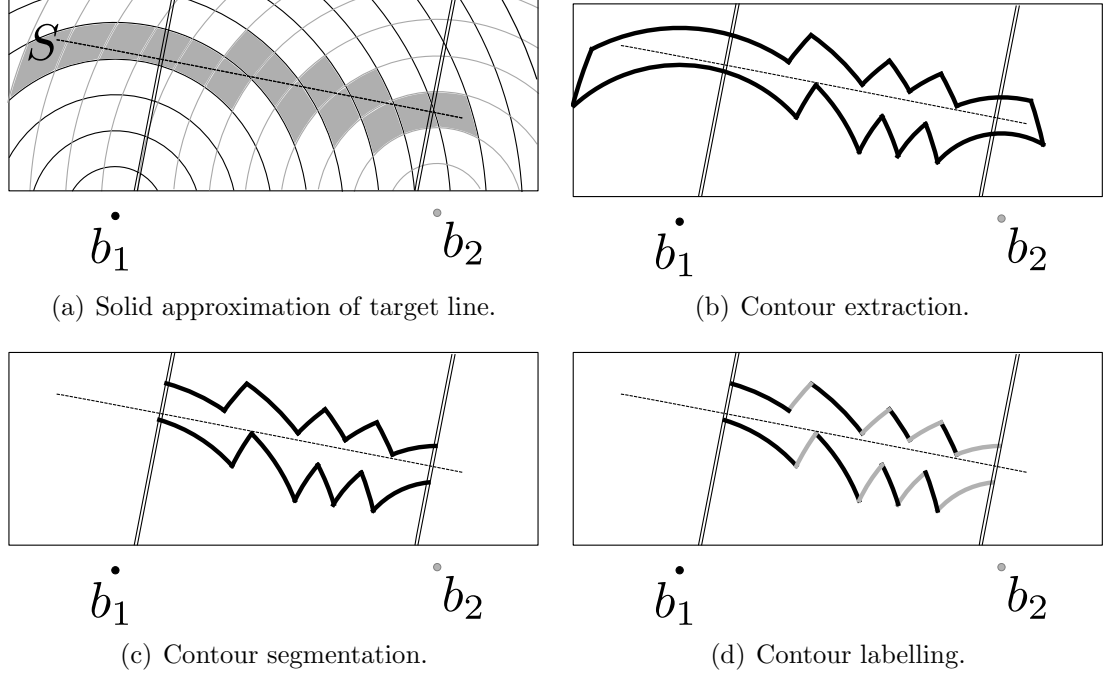 S
b₁ b₂
b₁ b₂
(a) Solid approximation of target line.
(b) Contour extraction.
b₁ b₂
b₁ b₂
(c) Contour segmentation.
(d) Contour labelling.